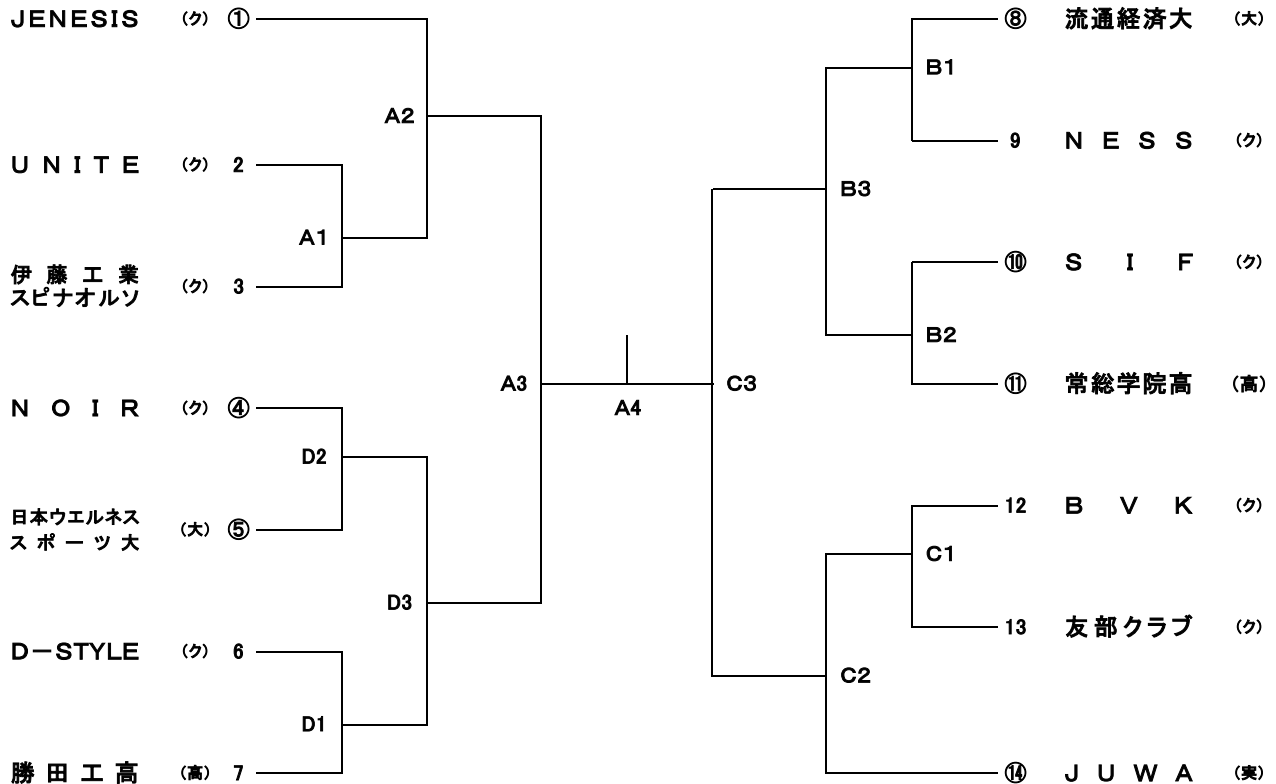 JENESIS (ク) ①
A2
UNITE (ク) 2
A1
伊藤工業
スピナオルソ (ク) 3
NOIR (ク) ④
D2
日本ウエルネス
スポーツ大 (大) ⑤
D3
D－STYLE (ク) 6
D1
勝田工高 (高) 7
A3
A4
C3
⑧ 流通経済大 (大)
B1
9 NESS (ク)
B3
⑩ SIF (ク)
B2
⑪ 常総学院高 (高)
12 BVK (ク)
C1
13 友部クラブ (ク)
C2
⑭ JUWA (実)